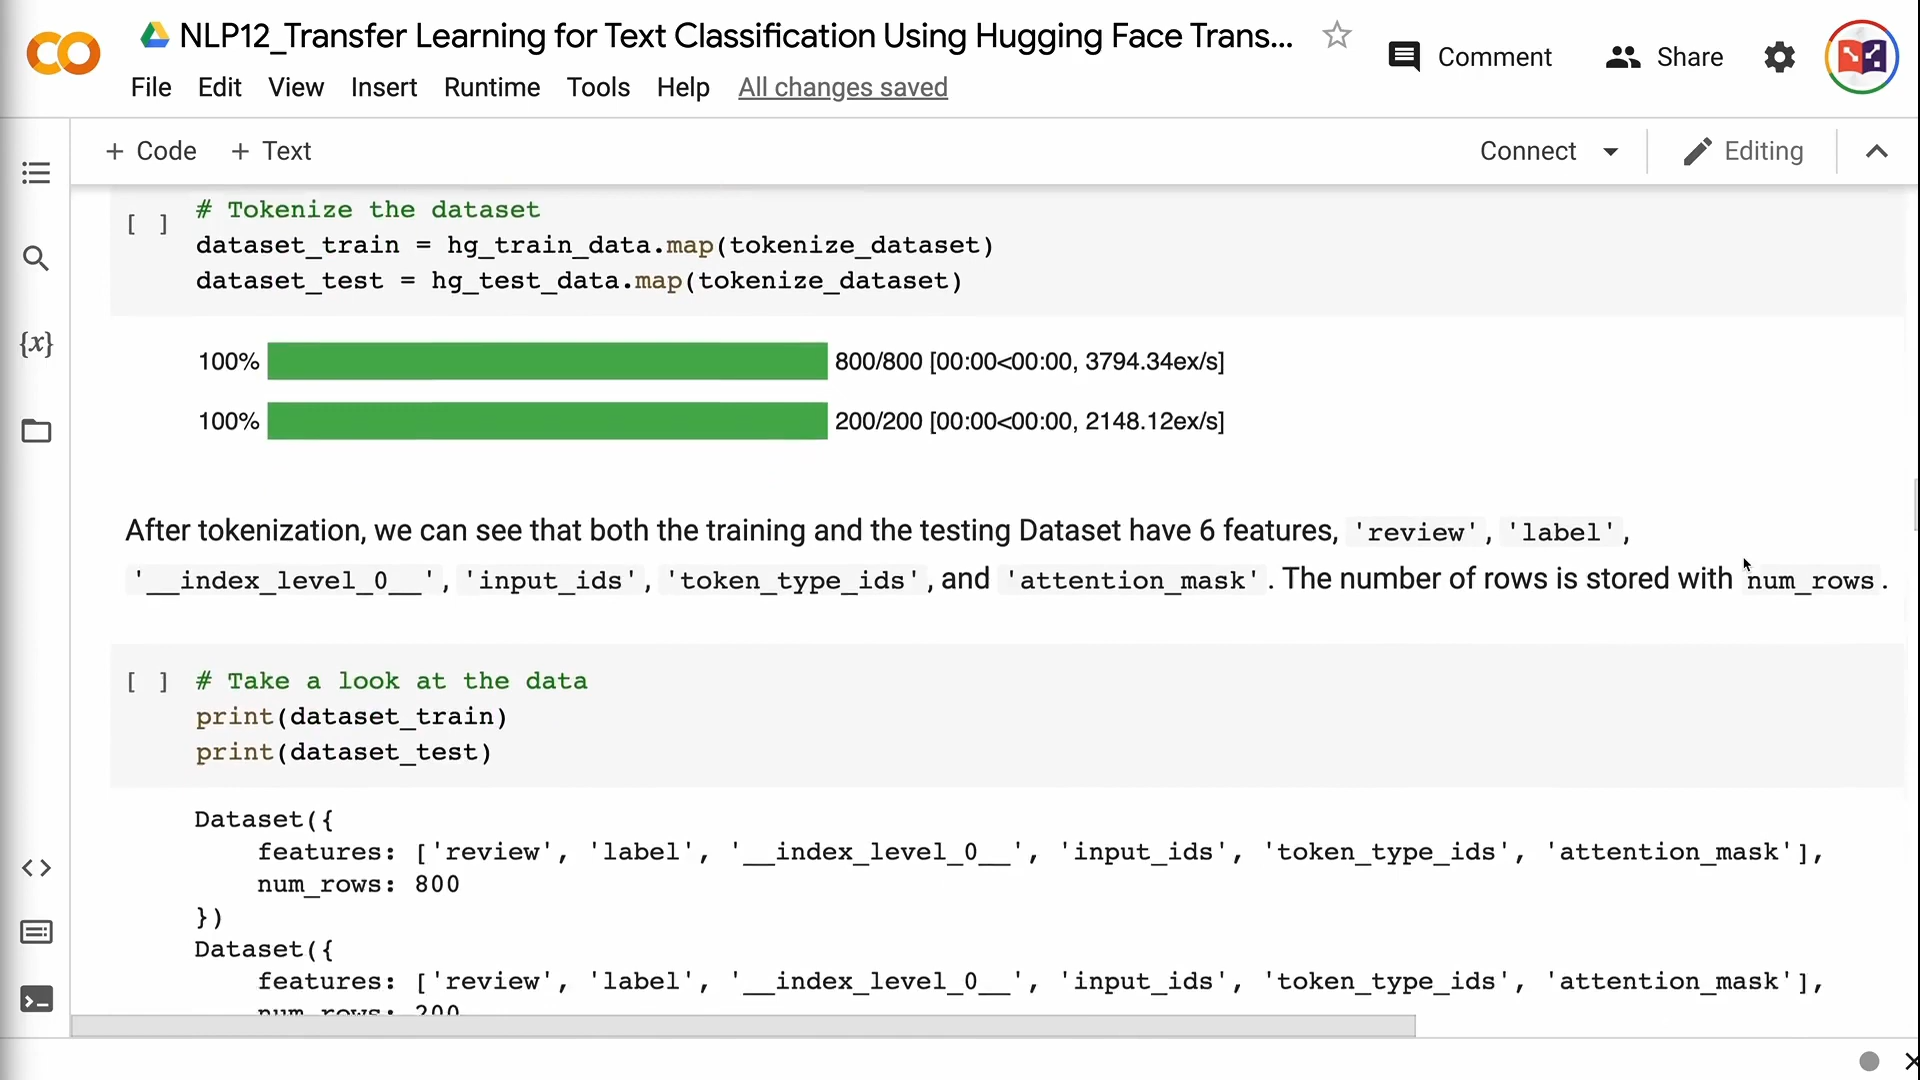 NLP12_Transfer Learning for Text Classification Using Hugging Face Trans...
Comment
Share
File Edit View Insert Runtime Tools Help All changes saved
+ Code + Text
Connect
Editing
[ ] # Tokenize the dataset
dataset_train = hg_train_data.map(tokenize_dataset)
dataset_test = hg_test_data.map(tokenize_dataset)
{x}
100% 800/800 [00:00<00:00, 3794.34ex/s]
100% 200/200 [00:00<00:00, 2148.12ex/s]
After tokenization, we can see that both the training and the testing Dataset have 6 features, 'review', 'label',
'__index_level_0__', 'input_ids', 'token_type_ids', and 'attention_mask'. The number of rows is stored with num_rows.
[ ] # Take a look at the data
print(dataset_train)
print(dataset_test)
Dataset({
features: ['review', 'label', '__index_level_0__', 'input_ids', 'token_type_ids', 'attention_mask'],
num_rows: 800
})
Dataset({
features: ['review', 'label', '__index_level_0__', 'input_ids', 'token_type_ids', 'attention_mask'],
num_rows: 200